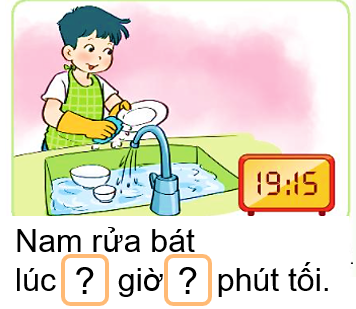 19:15
Nam rửa bát
lúc ? giờ ? phút tối.